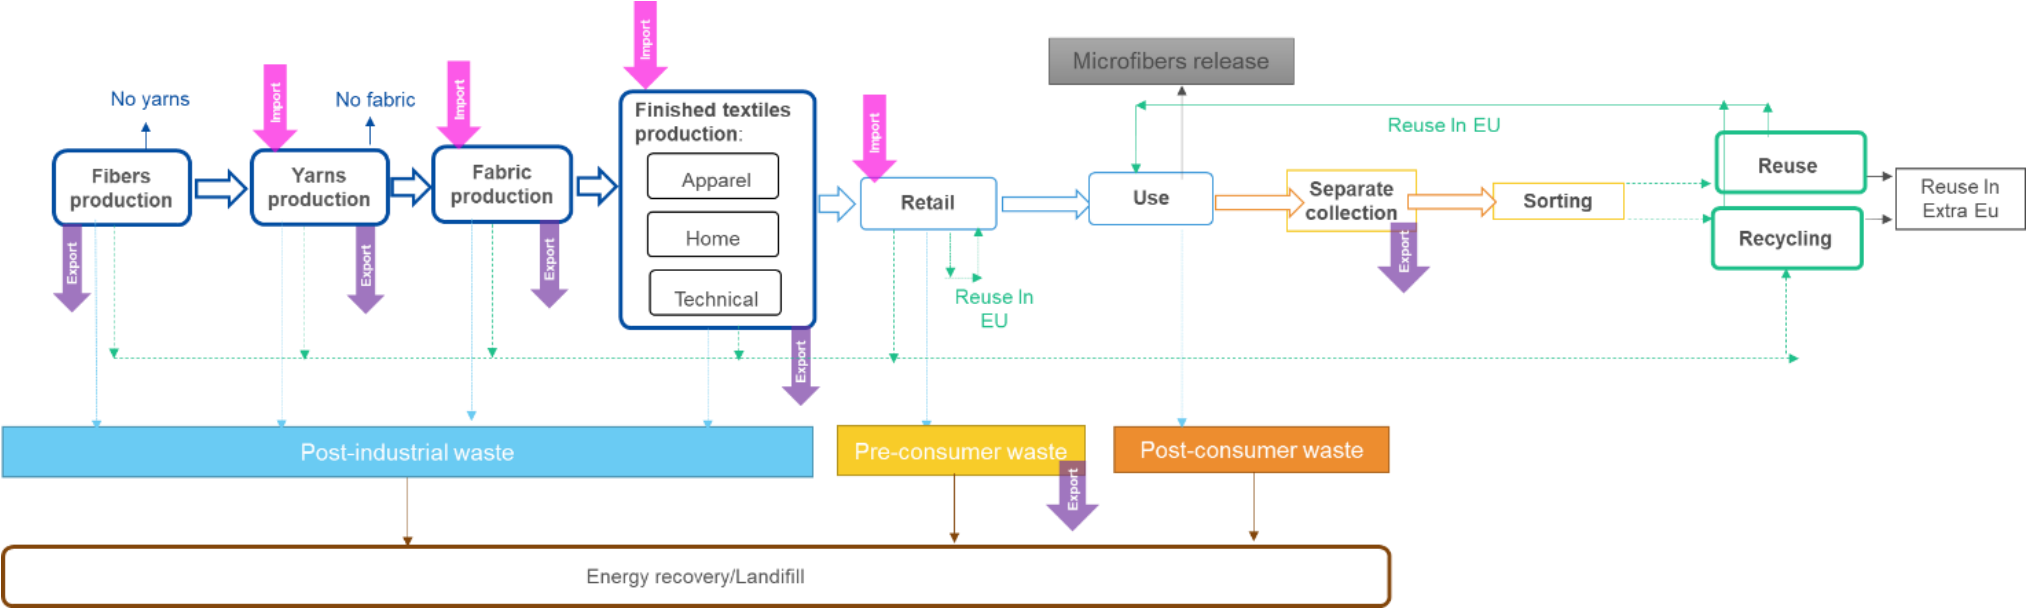 Import
Microfibers release
No yarns
Import
No fabric
Import
Finished textiles
production:
Import
Reuse In EU
Fibers
production
Yarns
production
Fabric
production
Apparel
Retail
Use
Separate
collection
Sorting
Reuse
Reuse In
Extra Eu
Home
Recycling
Export
Export
Export
Export
Technical
Reuse In
EU
Export
Post-industrial waste
Pre-consumer waste
Post-consumer waste
Export
Energy recovery/Landifill